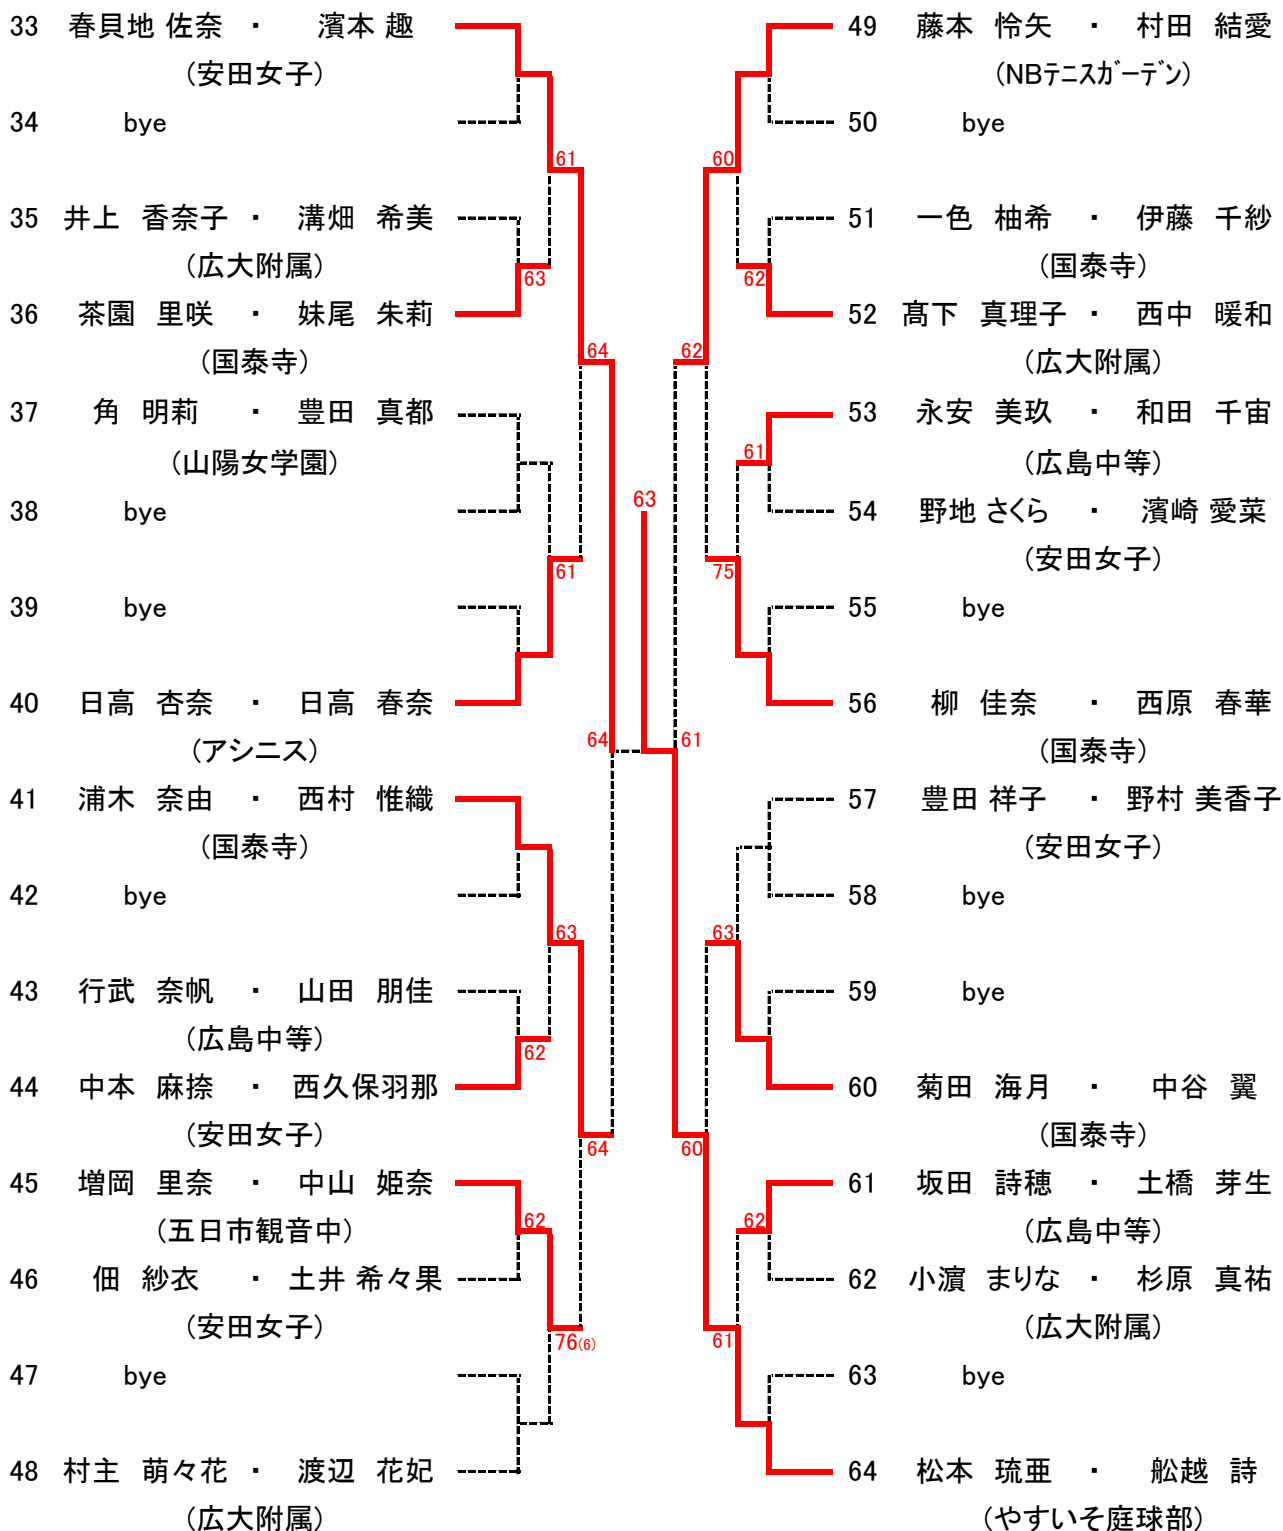 33 春貝地 佐奈 ・ 濱本 趣
(安田女子)
34 bye
61
35 井上 香奈子 ・ 溝畑 希美
(広大附属)
63
36 茶園 里咲 ・ 妹尾 朱莉
(国泰寺)
64
37 角 明莉 ・ 豊田 真都
(山陽女学園)
38 bye
61
39 bye
40 日高 杏奈 ・ 日高 春奈
(アシニス)
64
41 浦木 奈由 ・ 西村 惟織
(国泰寺)
42 bye
63
43 行武 奈帆 ・ 山田 朋佳
(広島中等)
62
44 中本 麻捺 ・ 西久保羽那
(安田女子)
64
45 増岡 里奈 ・ 中山 姫奈
(五日市観音中)
62
46 佃 紗衣 ・ 土井 希々果
(安田女子)
76(6)
47 bye
48 村主 萌々花 ・ 渡辺 花妃
(広大附属)
63
49 藤本 怜矢 ・ 村田 結愛
(NBテニスガーデン)
50 bye
60
51 一色 柚希 ・ 伊藤 千紗
(国泰寺)
62
52 髙下 真理子 ・ 西中 暖和
(広大附属)
62
53 永安 美玖 ・ 和田 千宙
(広島中等)
61
54 野地 さくら ・ 濱崎 愛菜
(安田女子)
75
55 bye
56 柳 佳奈 ・ 西原 春華
(国泰寺)
61
57 豊田 祥子 ・ 野村 美香子
(安田女子)
58 bye
63
59 bye
60 菊田 海月 ・ 中谷 翼
(国泰寺)
60
61 坂田 詩穂 ・ 土橋 芽生
(広島中等)
62
62 小濵 まりな ・ 杉原 真祐
(広大附属)
61
63 bye
64 松本 琉亜 ・ 舩越 詩
(やすいそ庭球部)